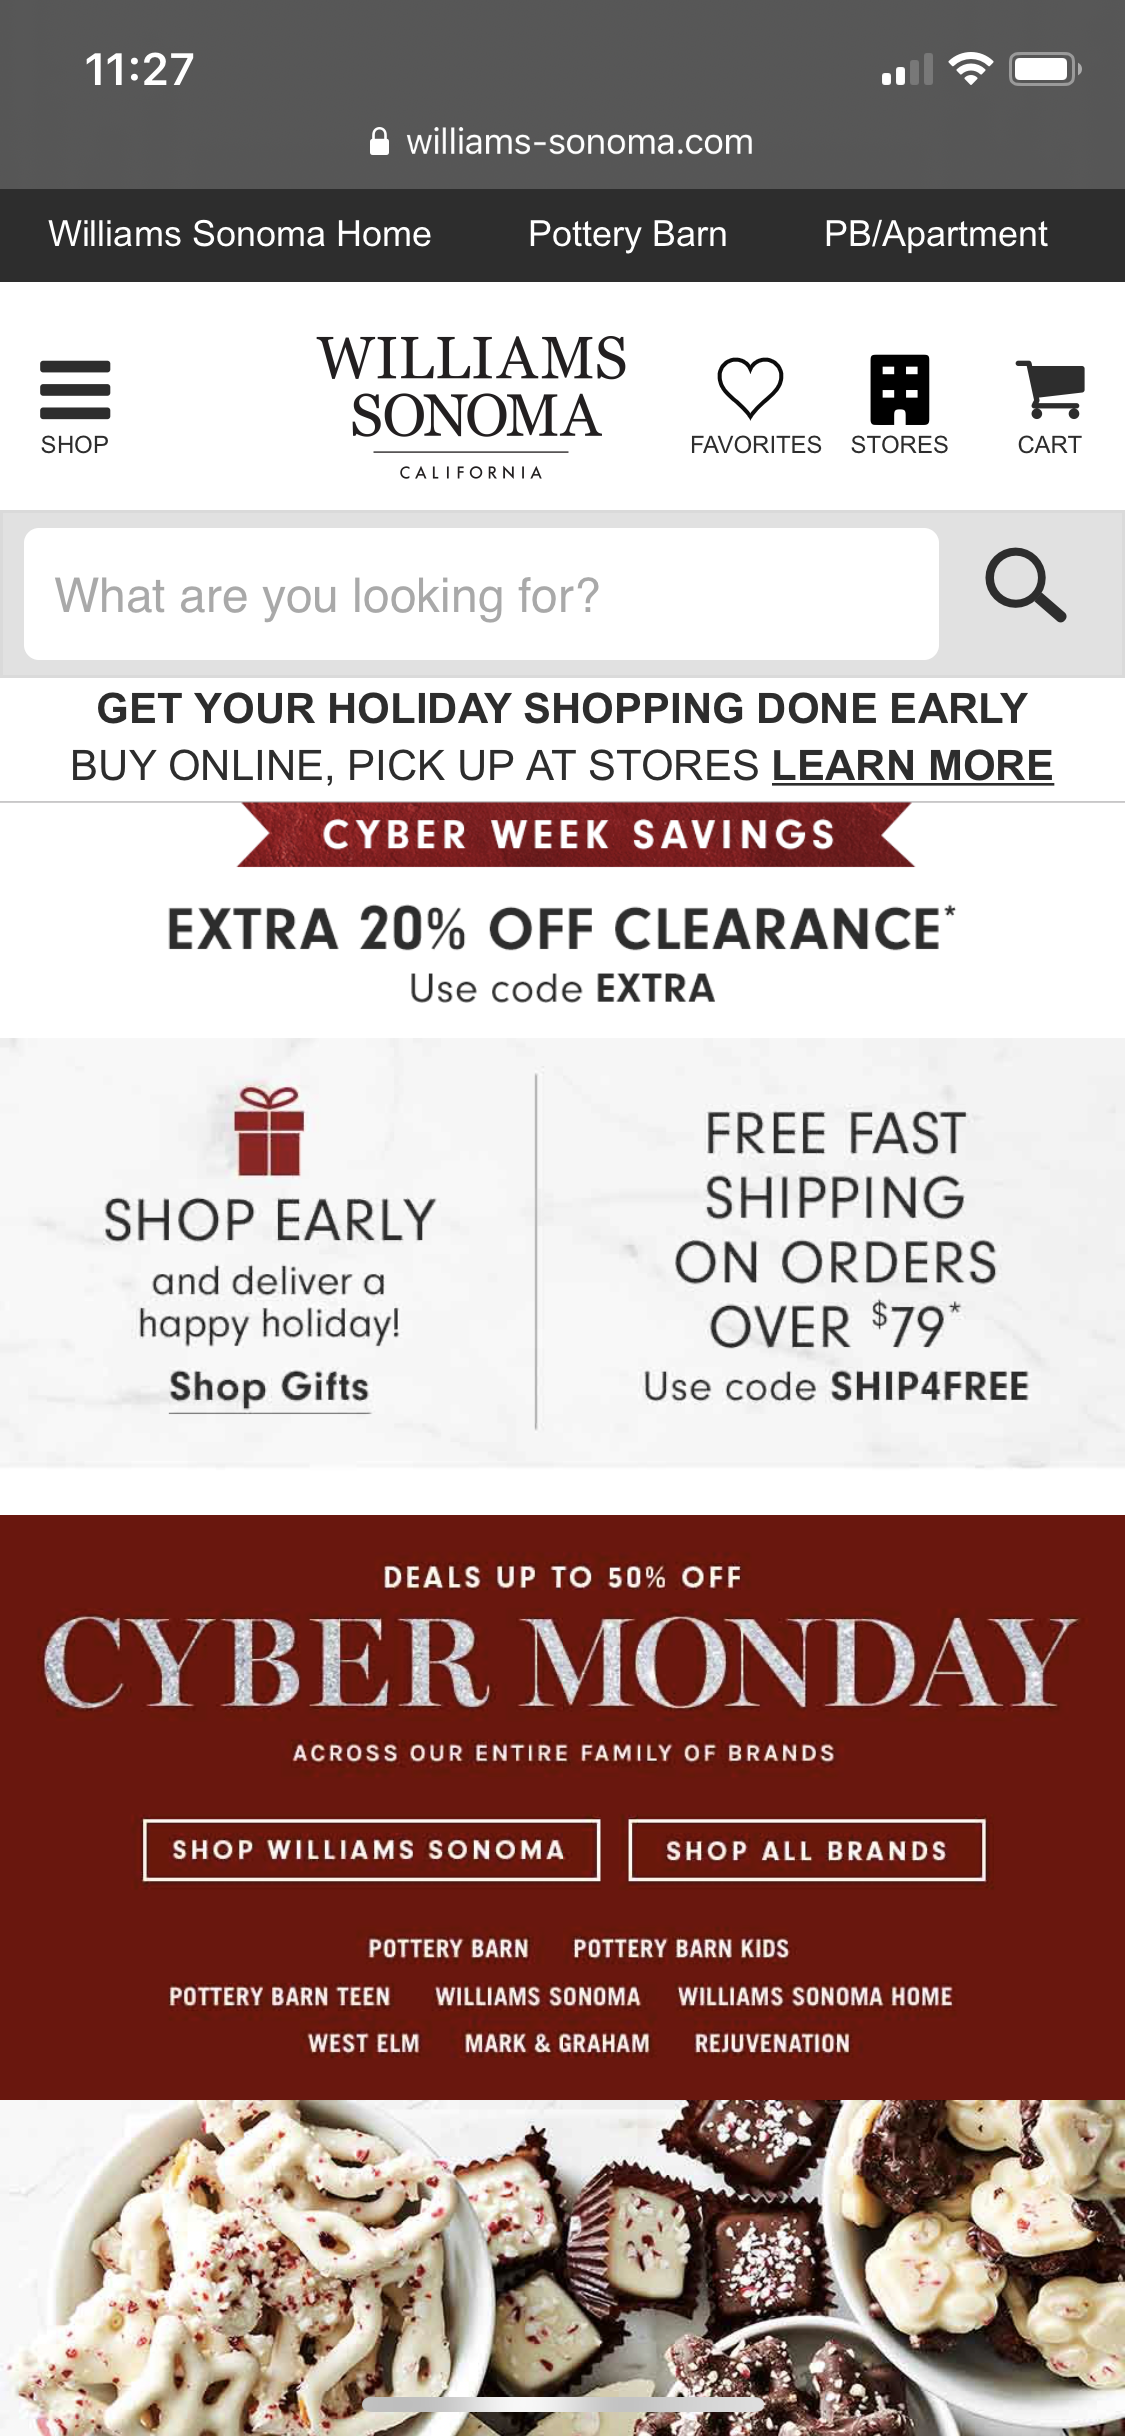 11:27
williams-sonoma.com
Williams Sonoma Home Pottery Barn PB/Apartment
WILLIAMS
SONOMA
CALIFORNIA
SHOP FAVORITES STORES CART
What are you looking for?
GET YOUR HOLIDAY SHOPPING DONE EARLY
BUY ONLINE, PICK UP AT STORES LEARN MORE
CYBER WEEK SAVINGS
EXTRA 20% OFF CLEARANCE*
Use code EXTRA
SHOP EARLY
and deliver a
happy holiday!
Shop Gifts
FREE FAST
SHIPPING
ON ORDERS
OVER $79*
Use code SHIP4FREE
DEALS UP TO 50% OFF
CYBER MONDAY
ACROSS OUR ENTIRE FAMILY OF BRANDS
SHOP WILLIAMS SONOMA SHOP ALL BRANDS
POTTERY BARN POTTERY BARN KIDS
POTTERY BARN TEEN WILLIAMS SONOMA WILLIAMS SONOMA HOME
WEST ELM MARK & GRAHAM REJUVENATION